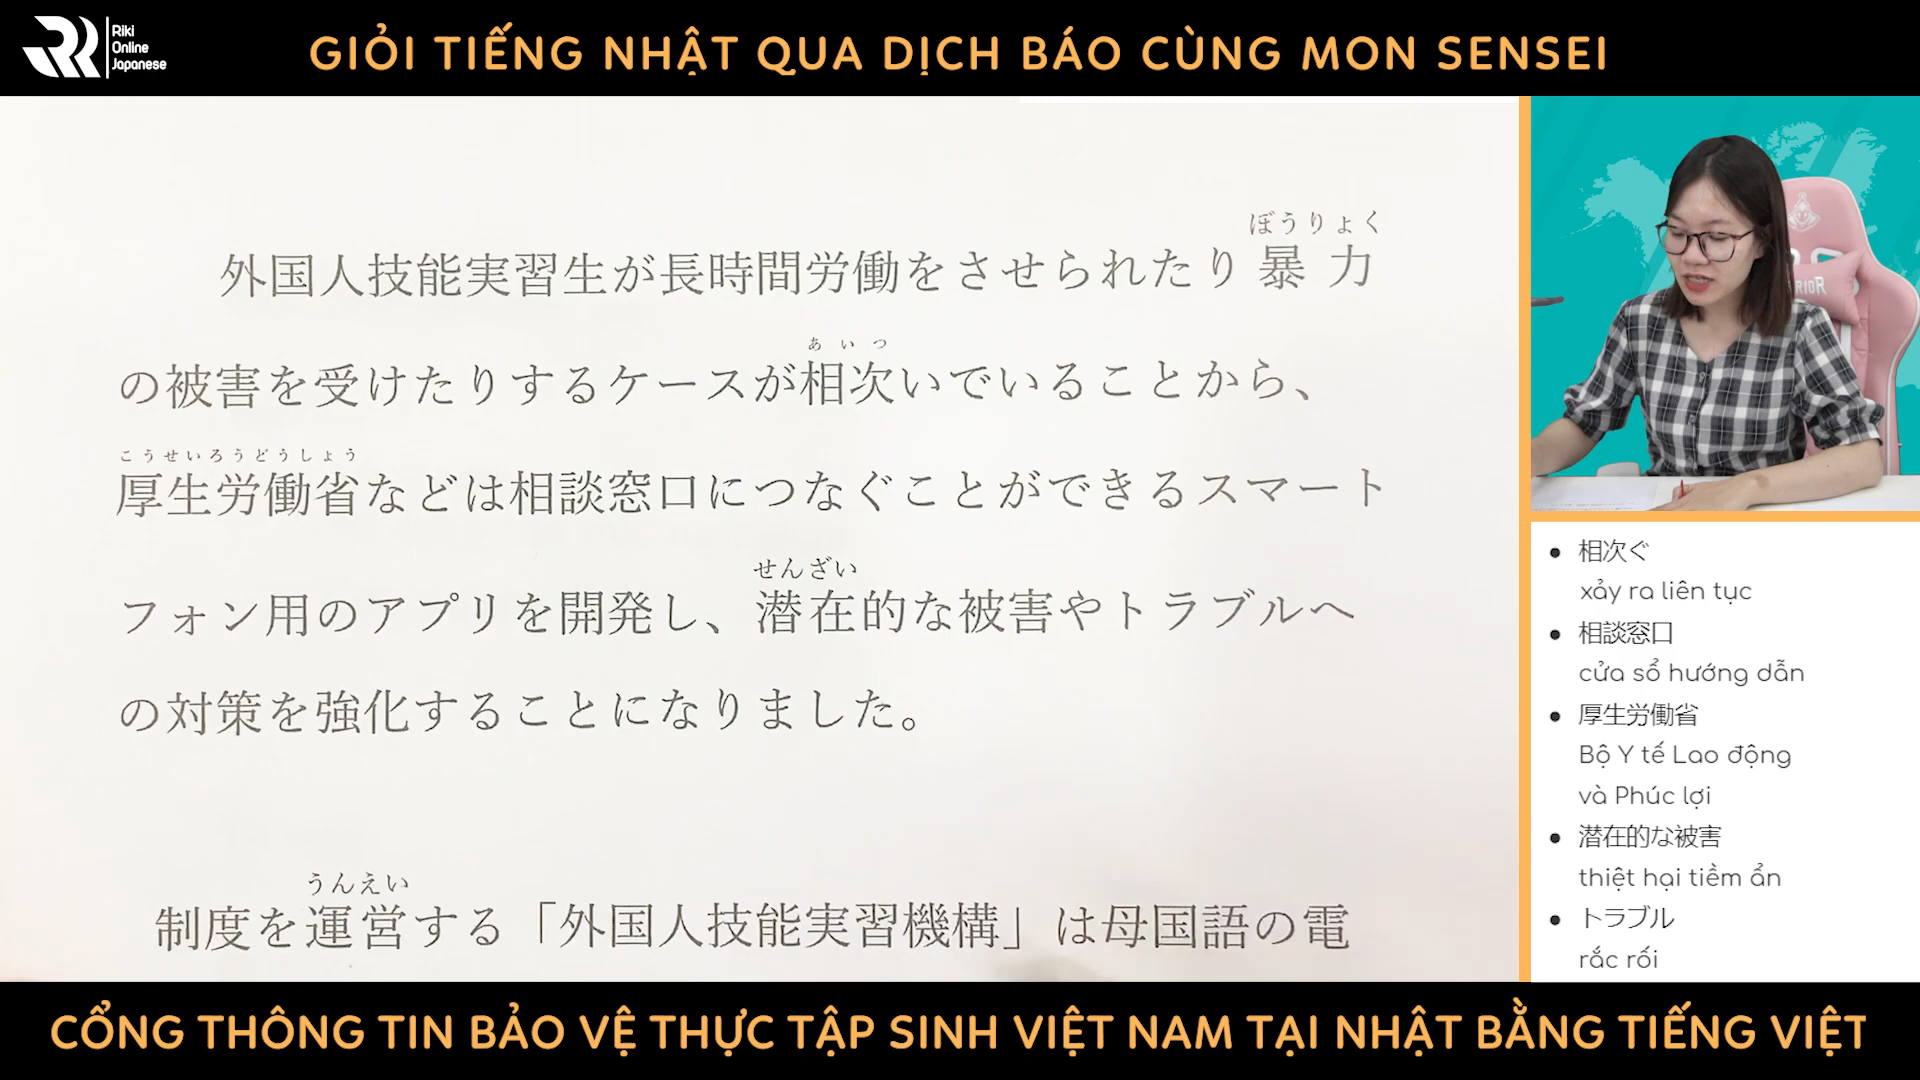 Riki
Online
Japanese
GIỎI TIẾNG NHẬT QUA DỊCH BÁO CÙNG MON SENSEI
ぼうりょく
外国人技能実習生が長時間労働をさせられたり暴力
あいつ
の被害を受けたりするケースが相次いでいることから、
こうせいろうどうしょう
厚生労働省などは相談窓口につなぐことができるスマート
せんざい
フォン用のアプリを開発し、潜在的な被害やトラブルへ
の対策を強化することになりました。
うんえい
制度を運営する「外国人技能実習機構」は母国語の電
相次ぐ
xảy ra liên tục
相談窓口
cửa sổ hướng dẫn
厚生労働省
Bộ Y tế Lao động
và Phúc lợi
潜在的な被害
thiệt hại tiềm ẩn
トラブル
rắc rối
CỔNG THÔNG TIN BẢO VỆ THỰC TẬP SINH VIỆT NAM TẠI NHẬT BẰNG TIẾNG VIỆT